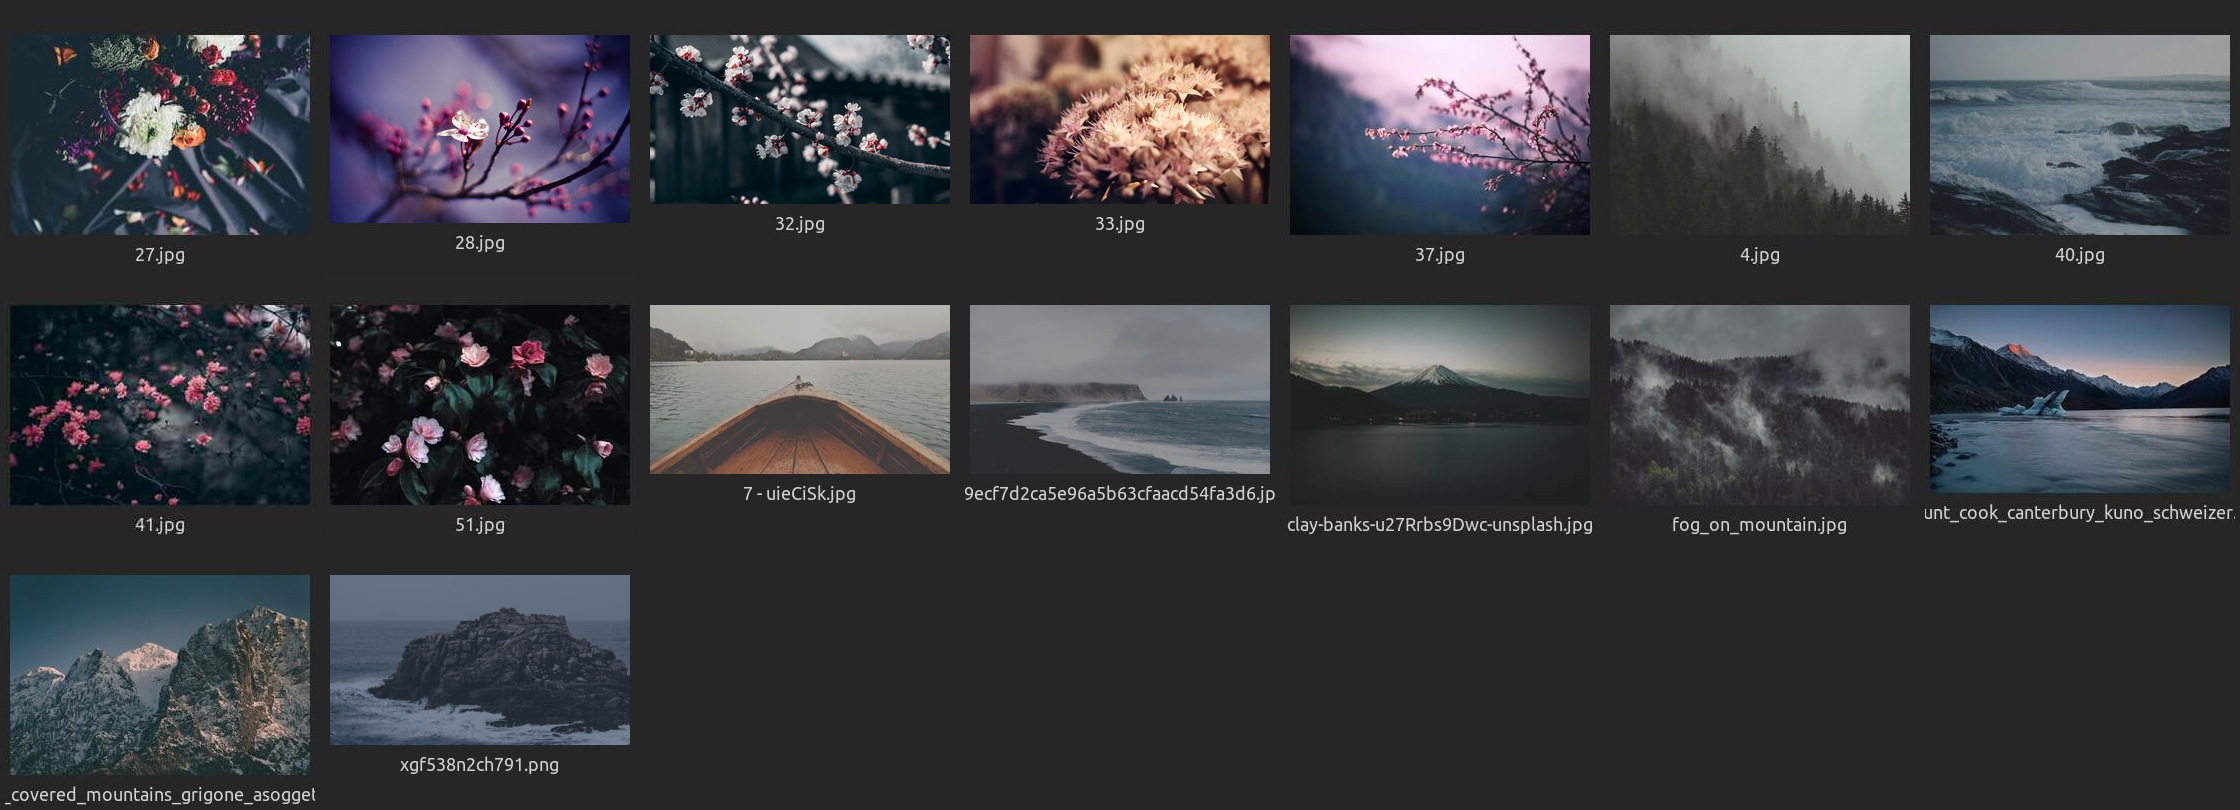 27.jpg
28.jpg
32.jpg
33.jpg
37.jpg
4.jpg
40.jpg
41.jpg
51.jpg
7 - uieCiSk.jpg
9ecf7d2ca5e96a5b63cfaacd54fa3d6.jp
clay-banks-u27Rrbs9Dwc-unsplash.jpg
fog_on_mountain.jpg
unt_cook_canterbury_kuno_schweizer.
_covered_mountains_grigone_asogget
xgf538n2ch791.png